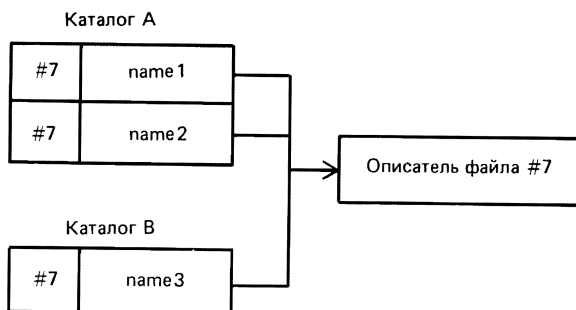 Каталог А
#7 name1
#7 name2
Описатель файла #7
Каталог В
#7 name3